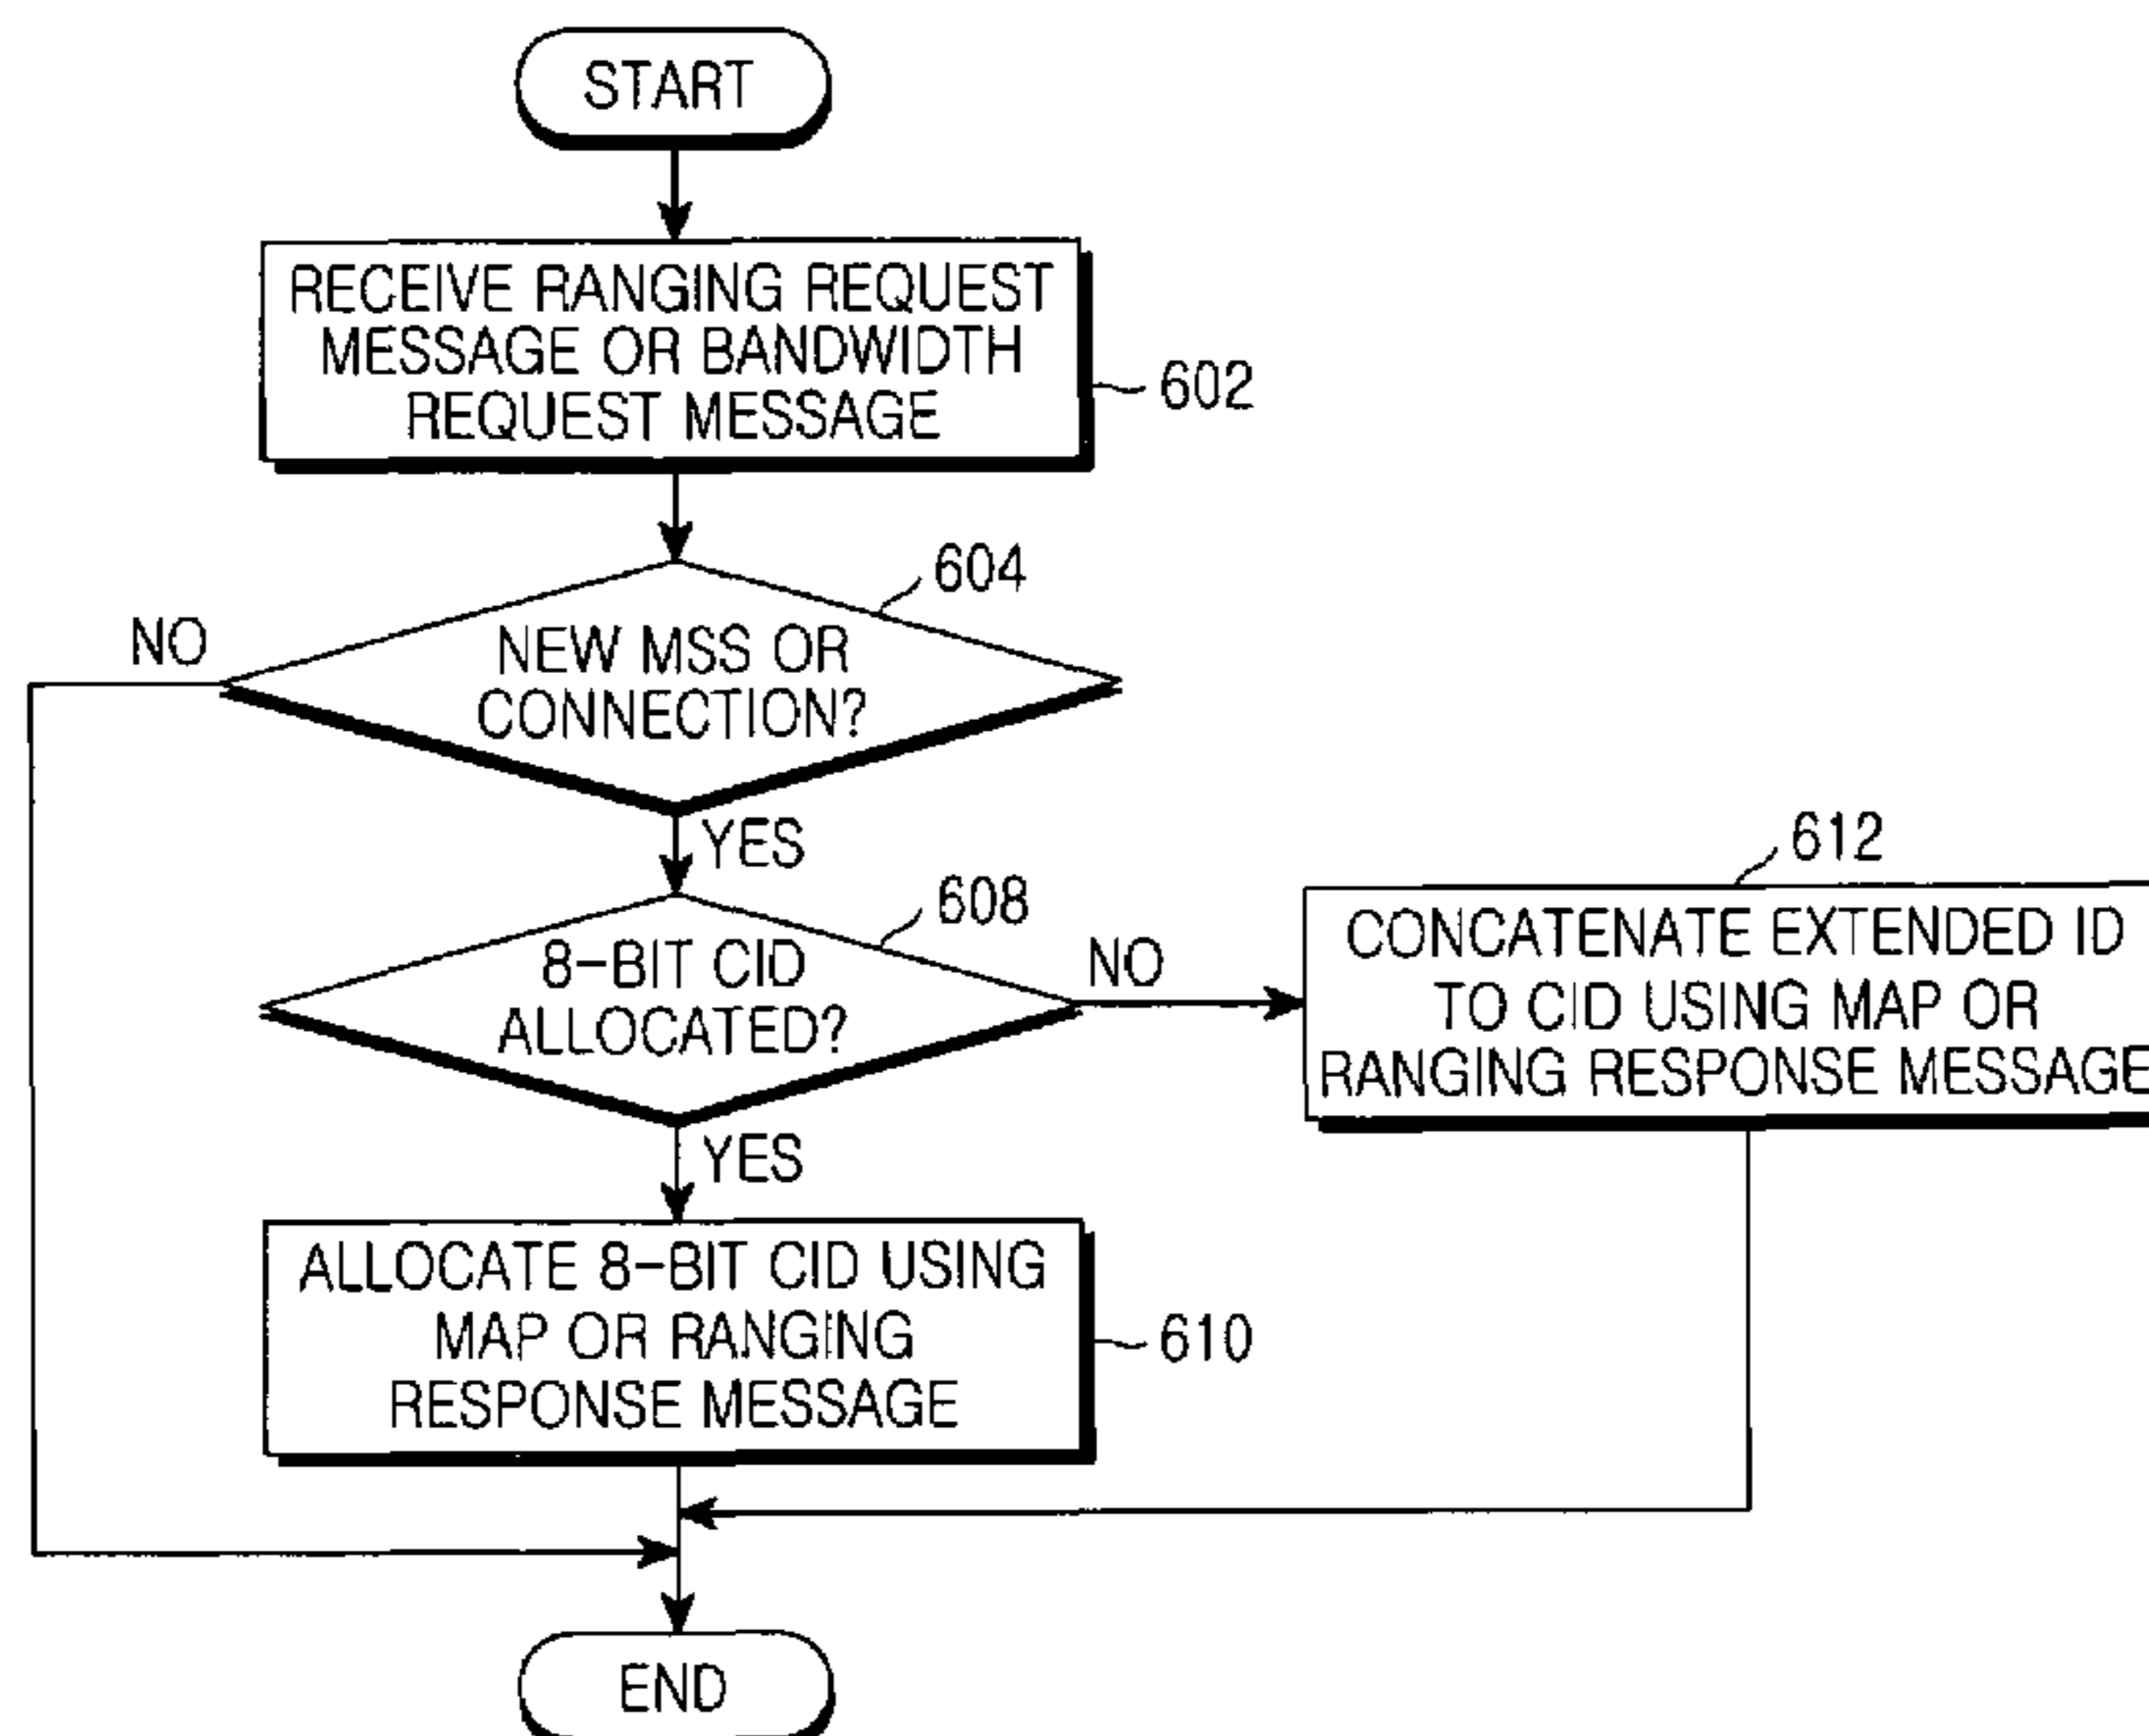 START
RECEIVE RANGING REQUEST
MESSAGE OR BANDWIDTH
REQUEST MESSAGE
602
604
NO
NEW MSS OR
CONNECTION?
YES
608
8-BIT CID
ALLOCATED?
NO
612
CONCATENATE EXTENDED ID
TO CID USING MAP OR
RANGING RESPONSE MESSAGE
YES
ALLOCATE 8-BIT CID USING
MAP OR RANGING
RESPONSE MESSAGE
610
END